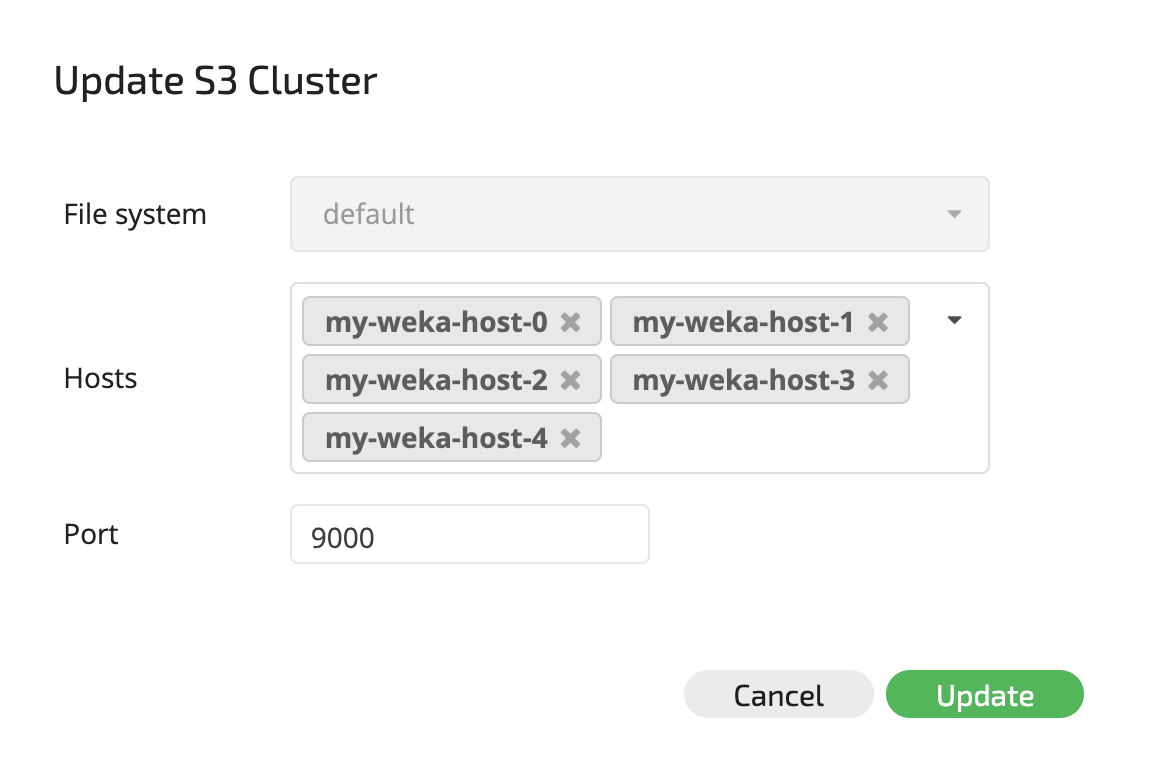 Update S3 Cluster
File system default
Hosts my-weka-host-0 my-weka-host-1
my-weka-host-2 my-weka-host-3
my-weka-host-4
Port 9000
Cancel Update